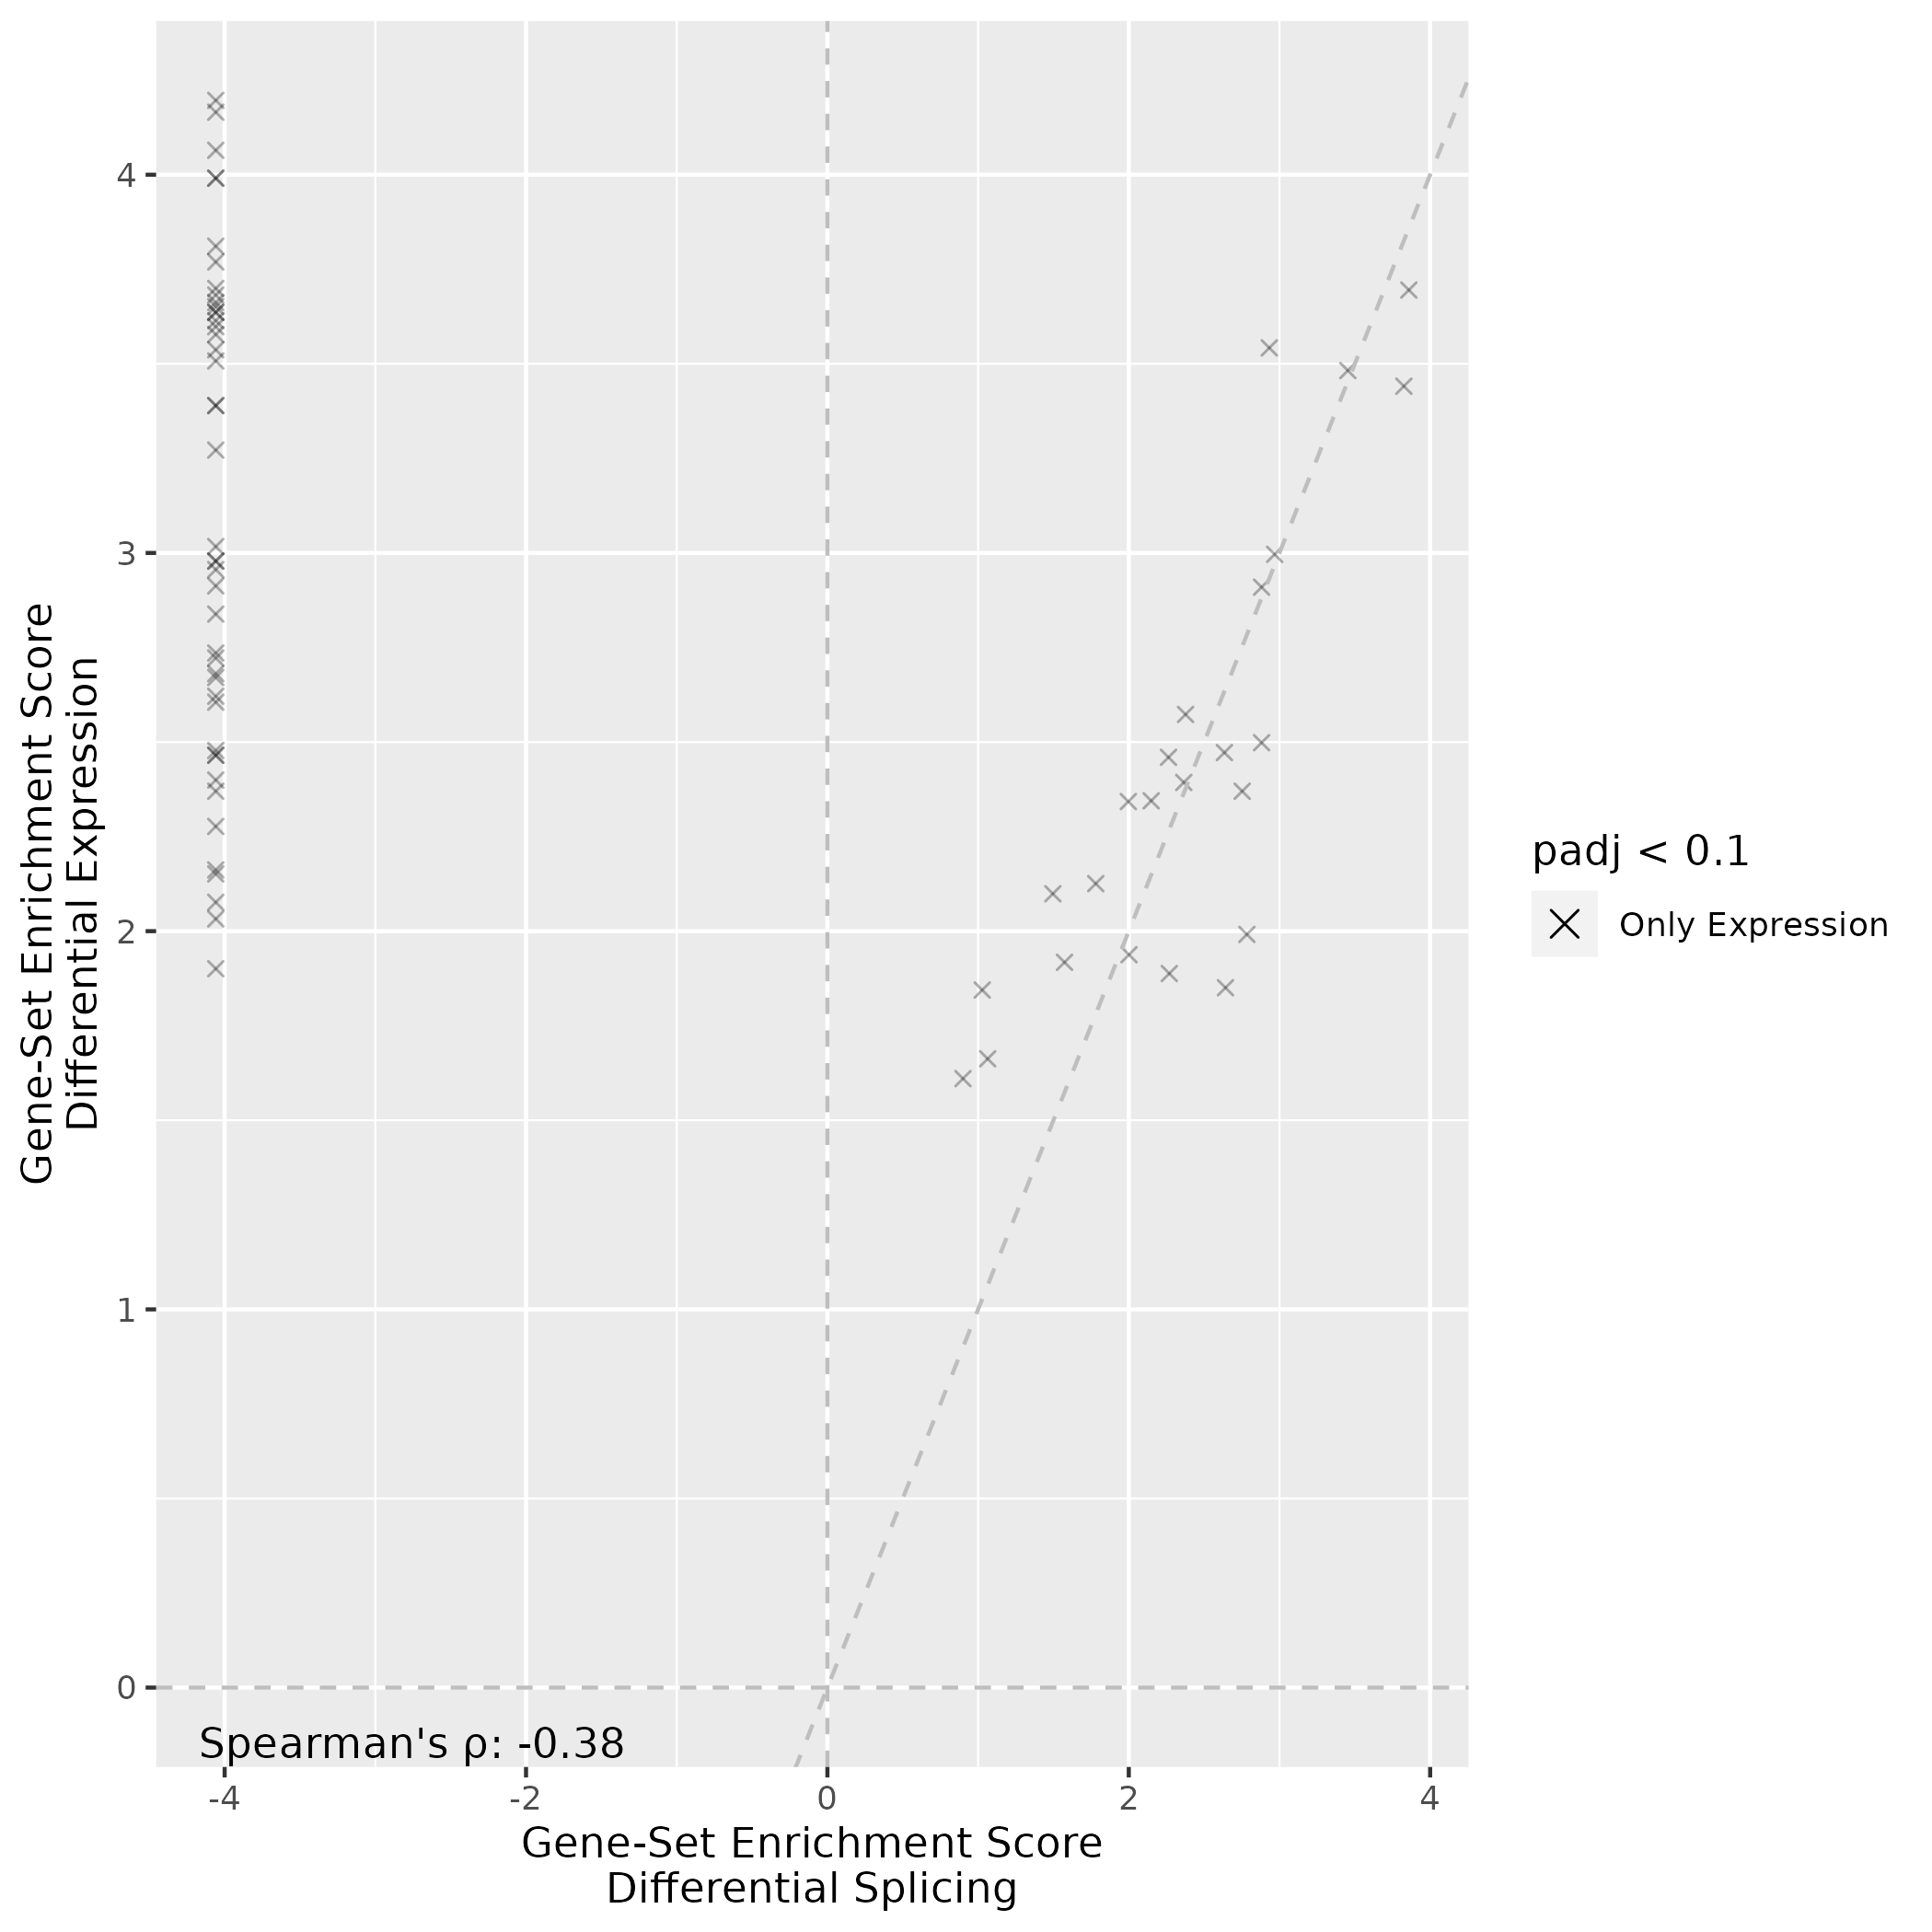 Gene-Set Enrichment Score
Differential Expression
4
3
2
1
0
Spearman's ρ: -0.38
-4
-2
0
2
4
Gene-Set Enrichment Score
Differential Splicing
padj < 0.1
Only Expression